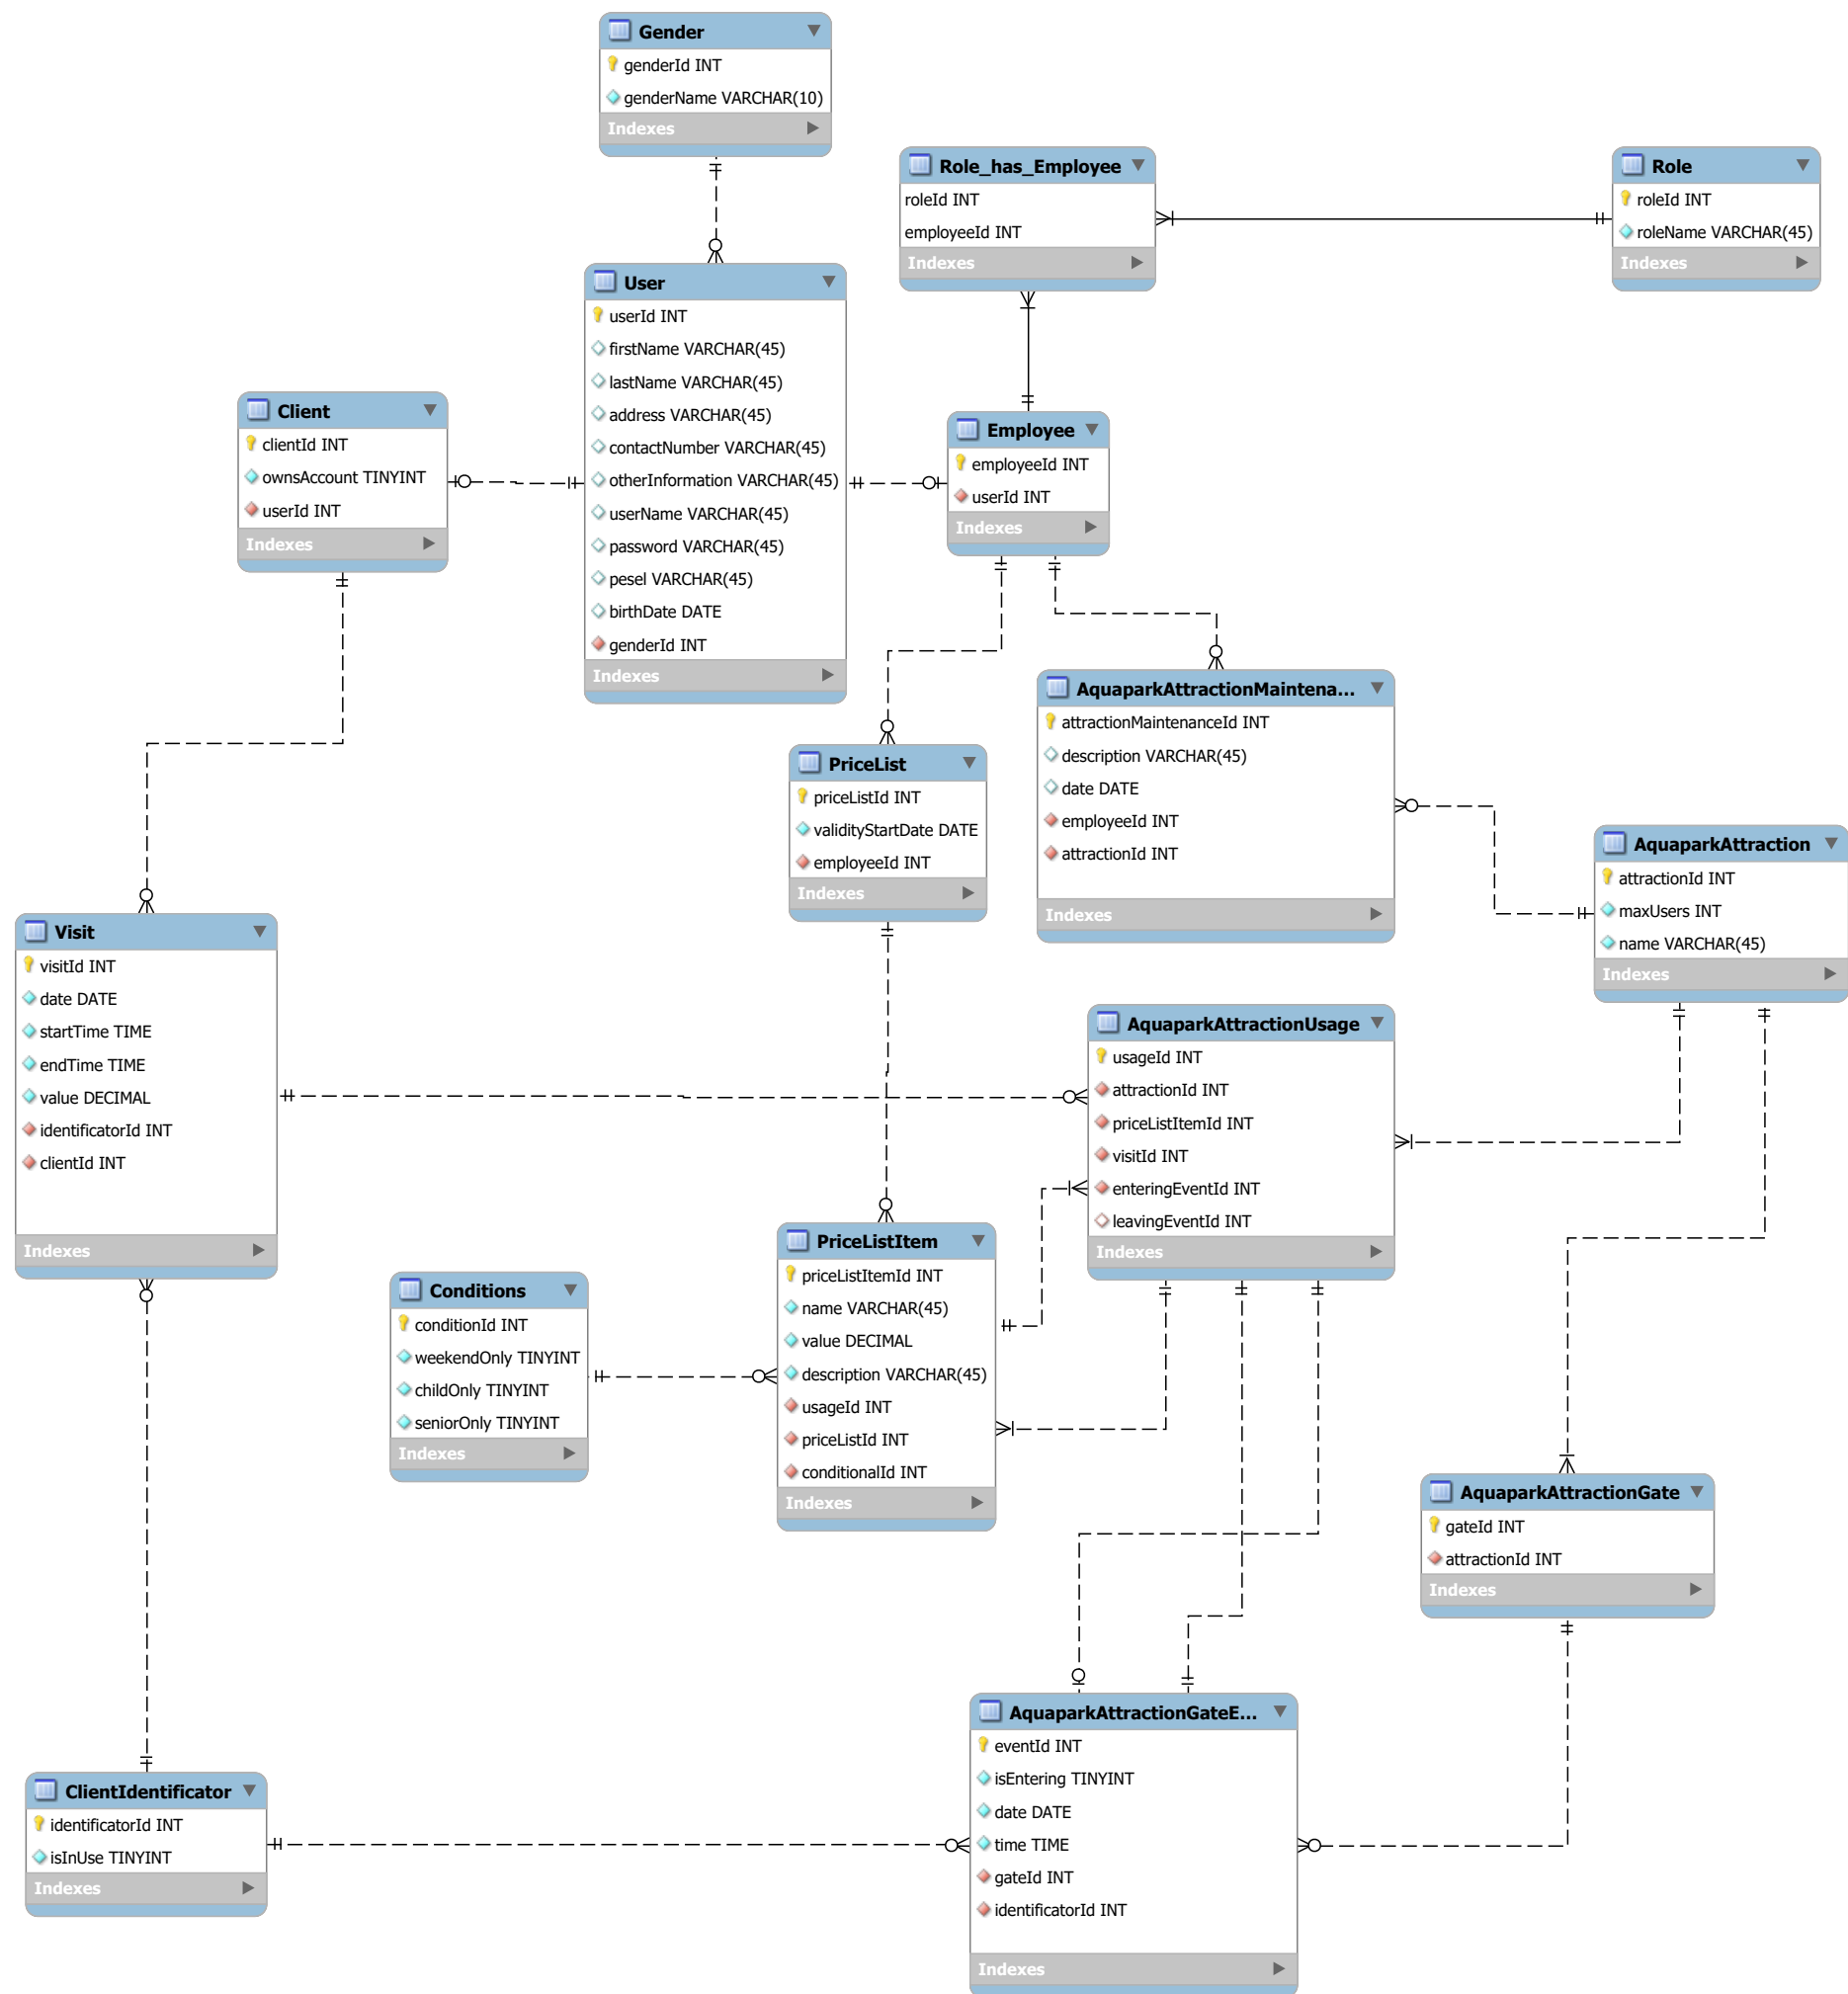 Gender
genderId INT
genderName VARCHAR(10)
Indexes
Role_has_Employee
roleId INT
employeeId INT
Indexes
Role
roleId INT
roleName VARCHAR(45)
Indexes
User
userId INT
firstName VARCHAR(45)
lastName VARCHAR(45)
address VARCHAR(45)
contactNumber VARCHAR(45)
otherInformation VARCHAR(45)
userName VARCHAR(45)
password VARCHAR(45)
pesel VARCHAR(45)
birthDate DATE
genderId INT
Indexes
Client
clientId INT
ownsAccount TINYINT
userId INT
Indexes
Employee
employeeId INT
userId INT
Indexes
AquaparkAttractionMaintena...
attractionMaintenanceId INT
description VARCHAR(45)
date DATE
employeeId INT
attractionId INT
Indexes
PriceList
priceListId INT
validityStartDate DATE
employeeId INT
Indexes
AquaparkAttraction
attractionId INT
maxUsers INT
name VARCHAR(45)
Indexes
Visit
visitId INT
date DATE
startTime TIME
endTime TIME
value DECIMAL
identificatorId INT
clientId INT
Indexes
AquaparkAttractionUsage
usageId INT
attractionId INT
priceListItemId INT
visitId INT
enteringEventId INT
leavingEventId INT
Indexes
PriceListItem
priceListItemId INT
name VARCHAR(45)
value DECIMAL
description VARCHAR(45)
usageId INT
priceListId INT
conditionalId INT
Indexes
Conditions
conditionId INT
weekendOnly TINYINT
childOnly TINYINT
seniorOnly TINYINT
Indexes
AquaparkAttractionGate
gateId INT
attractionId INT
Indexes
AquaparkAttractionGateE...
eventId INT
isEntering TINYINT
date DATE
time TIME
gateId INT
identificatorId INT
Indexes
ClientIdentificator
identificatorId INT
isInUse TINYINT
Indexes